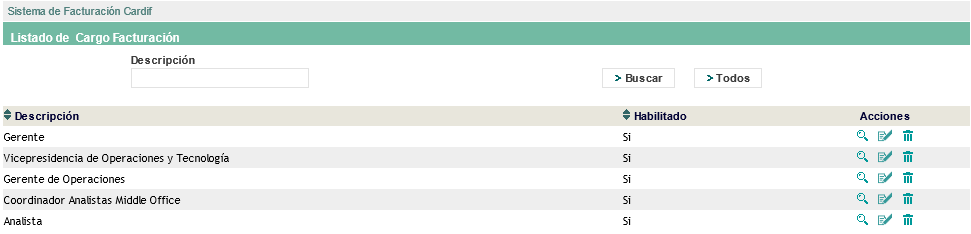 Sistema de Facturación Cardif
Listado de Cargo Facturación
Descripción
> Buscar > Todos
Descripción Habilitado Acciones
Gerente Si
Vicepresidencia de Operaciones y Tecnología Si
Gerente de Operaciones Si
Coordinador Analistas Middle Office Si
Analista Si